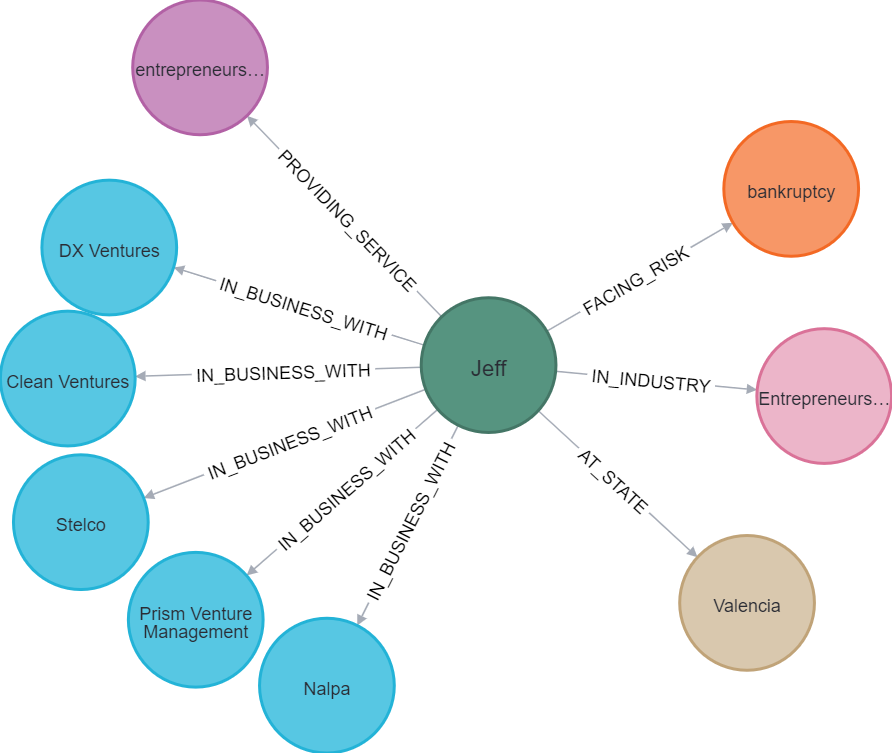 entrepreneurs…
PROVIDING_SERVICE
bankruptcy
FACING_RISK
DX Ventures
IN_BUSINESS_WITH
Clean Ventures
IN_BUSINESS_WITH
Jeff
IN_INDUSTRY
Entrepreneurs…
IN_BUSINESS_WITH
Stelco
IN_BUSINESS_WITH
AT_STATE
IN_BUSINESS_WITH
Prism Venture
Management
Valencia
Nalpa